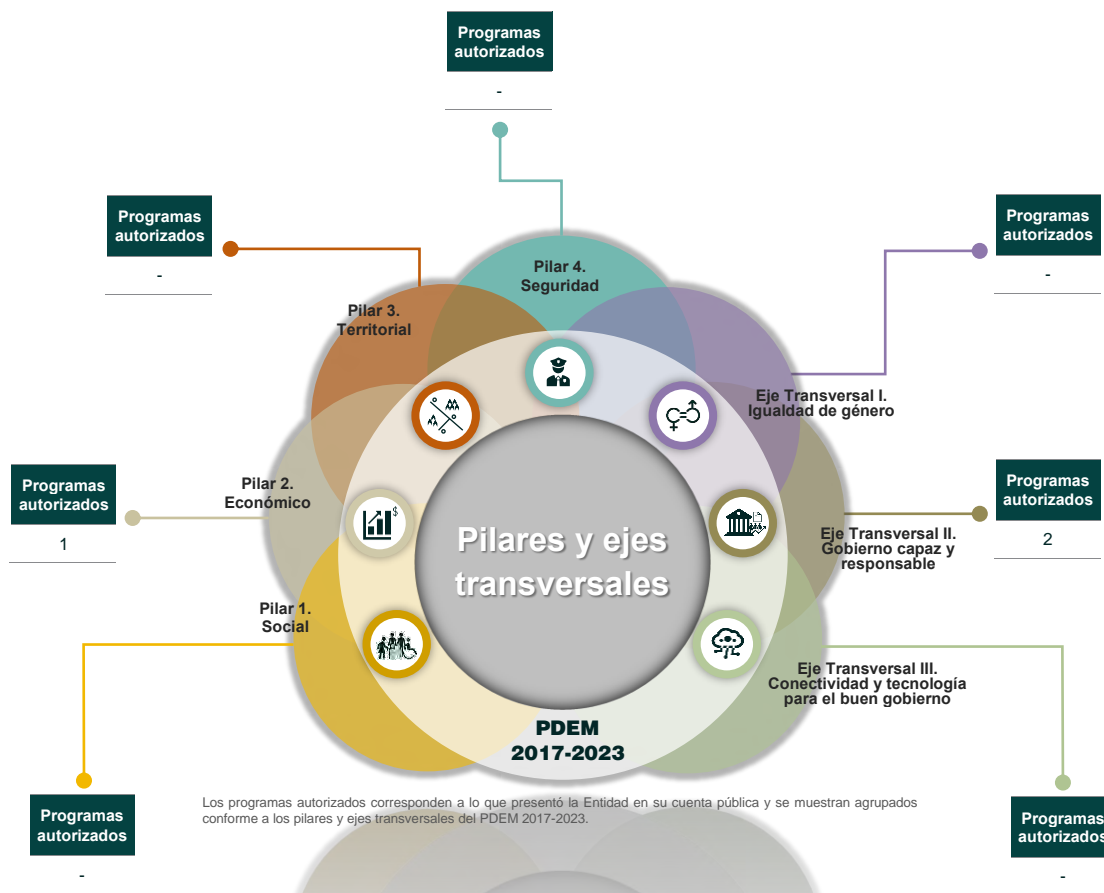 Programas
autorizados
-
Programas
autorizados
-
Programas
autorizados
-
Pilar 4.
Seguridad
Pilar 3.
Territorial
Eje Transversal I.
Igualdad de género
Programas
autorizados
1
Pilar 2.
Económico
$
Pilares y ejes
transversales
Eje Transversal II.
Gobierno capaz y
responsable
Programas
autorizados
2
Pilar 1.
Social
Eje Transversal III.
Conectividad y tecnología
para el buen gobierno
PDEM
2017-2023
Los programas autorizados corresponden a lo que presentó la Entidad en su cuenta pública y se muestran agrupados
conforme a los pilares y ejes transversales del PDEM 2017-2023.
Programas
autorizados
-
Programas
autorizados
-